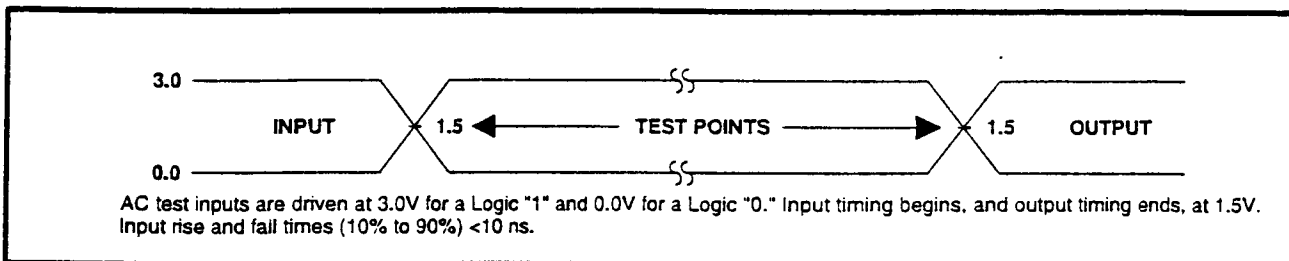 3.0
INPUT 1.5 TEST POINTS 1.5 OUTPUT
0.0
AC test inputs are driven at 3.0V for a Logic "1" and 0.0V for a Logic "0." Input timing begins, and output timing ends, at 1.5V.
Input rise and fall times (10% to 90%) <10 ns.